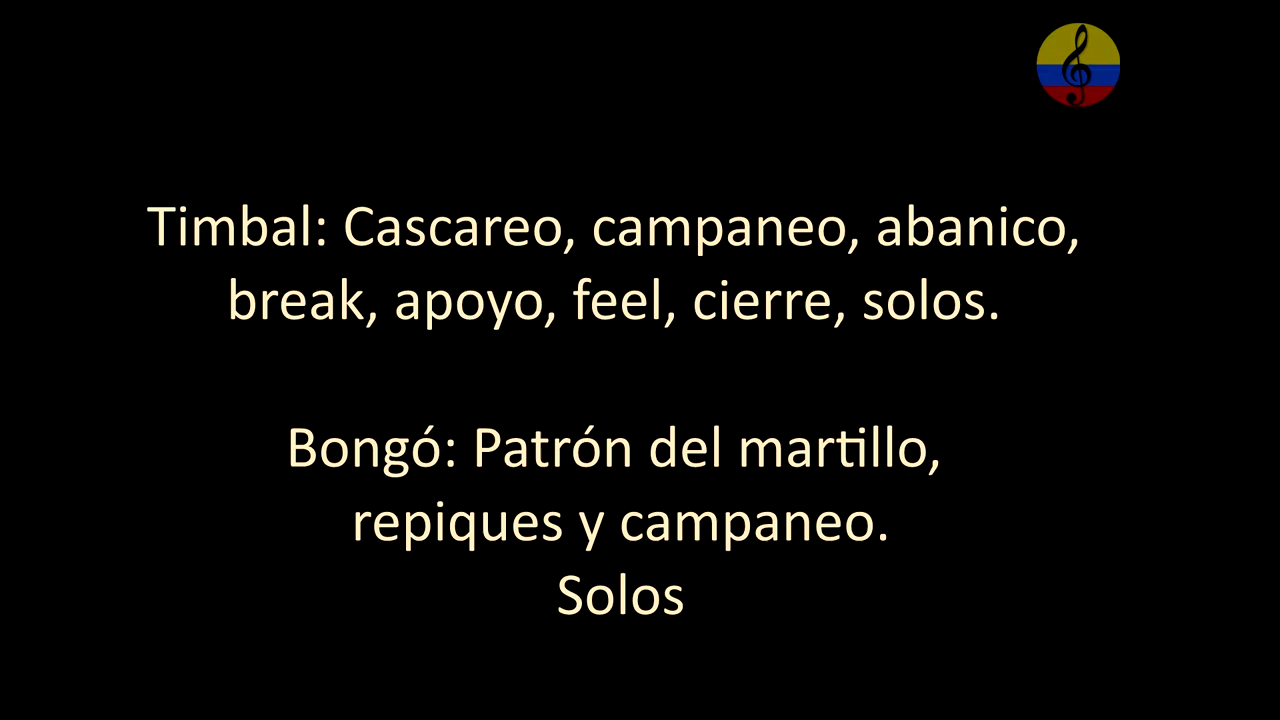 Timbal: Cascareo, campaneo, abanico,
break, apoyo, feel, cierre, solos.
Bongó: Patrón del martillo,
repiques y campaneo.
Solos